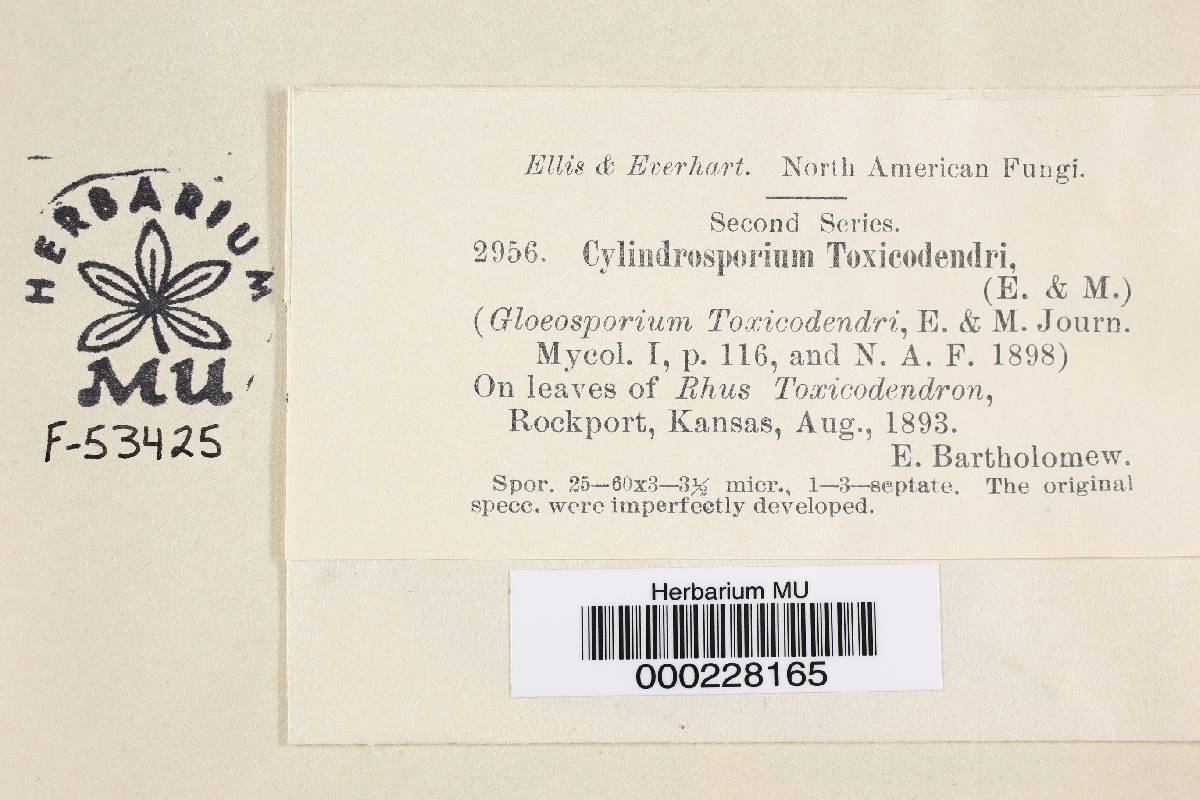 HERBARIUM
MU
F-53425
Ellis & Everhart. North American Fungi.
Second Series.
2956. Cylindrosporium Toxicodendri,
(E. & M.)
(Gloeosporium Toxicodendri, E. & M. Journ.
Mycol. I, p. 116, and N. A. F. 1898)
On leaves of Rhus Toxicodendron,
Rockport, Kansas, Aug., 1893.
E. Bartholomew.
Spor. 25—60x3—3½ micr., 1—3—septate. The original
specc. were imperfectly developed.
Herbarium MU
000228165